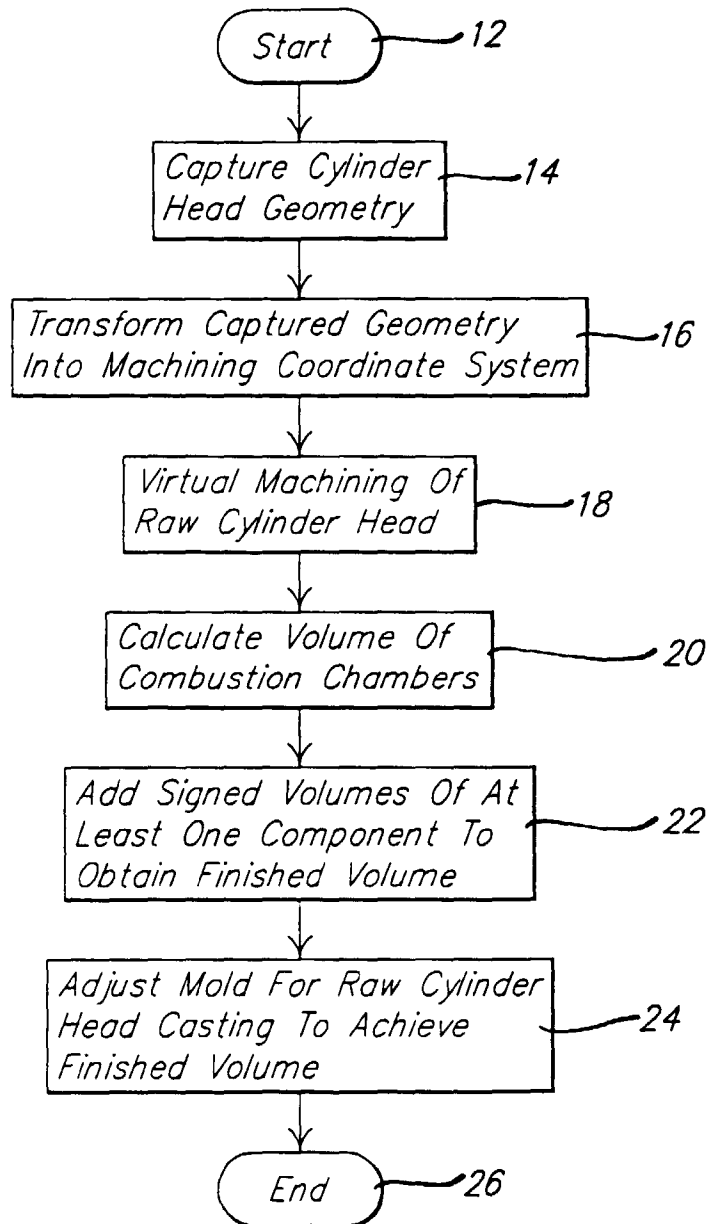 Start
12
Capture Cylinder
Head Geometry
14
Transform Captured Geometry
Into Machining Coordinate System
16
Virtual Machining Of
Raw Cylinder Head
18
Calculate Volume Of
Combustion Chambers
20
Add Signed Volumes Of At
Least One Component To
Obtain Finished Volume
22
Adjust Mold For Raw Cylinder
Head Casting To Achieve
Finished Volume
24
End
26